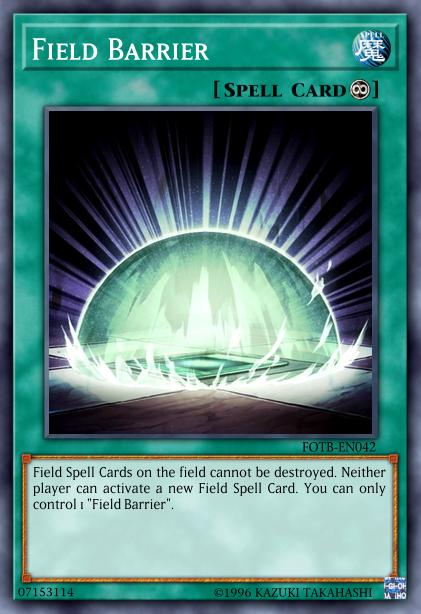 Field Barrier
SPELL
魔
[Spell Card]
FOTB-EN042
Field Spell Cards on the field cannot be destroyed. Neither
player can activate a new Field Spell Card. You can only
control 1 "Field Barrier".
07153114
©1996 KAZUKI TAKAHASHI